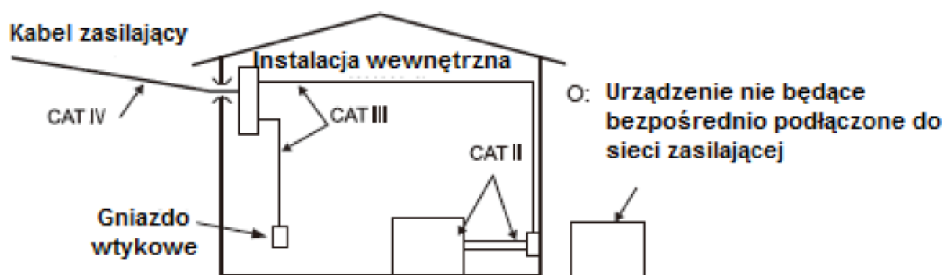 Kabel zasilający
Instalacja wewnętrzna
CAT IV
CAT III
O: Urządzenie nie będące
bezpośrednio podłączone do
sieci zasilającej
CAT II
Gniazdo
wtykowe